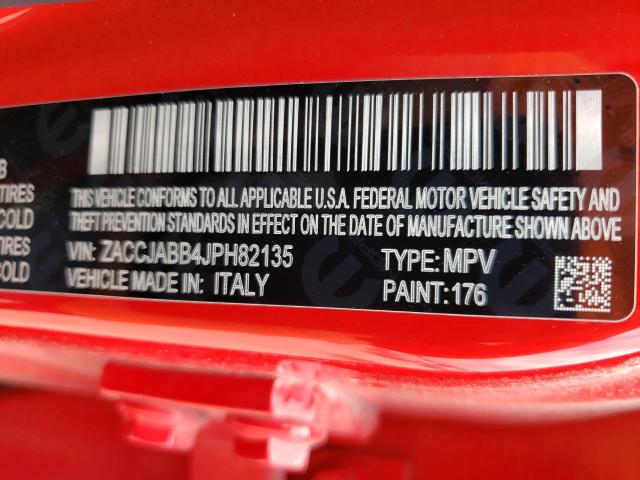 B
TIRES
COLD
TIRES
COLD
THIS VEHICLE CONFORMS TO ALL APPLICABLE U.S.A. FEDERAL MOTOR VEHICLE SAFETY AND
THEFT PREVENTION STANDARDS IN EFFECT ON THE DATE OF MANUFACTURE SHOWN ABOVE
VIN: ZACCJABB4JPH82135 TYPE: MPV
VEHICLE MADE IN: ITALY PAINT: 176